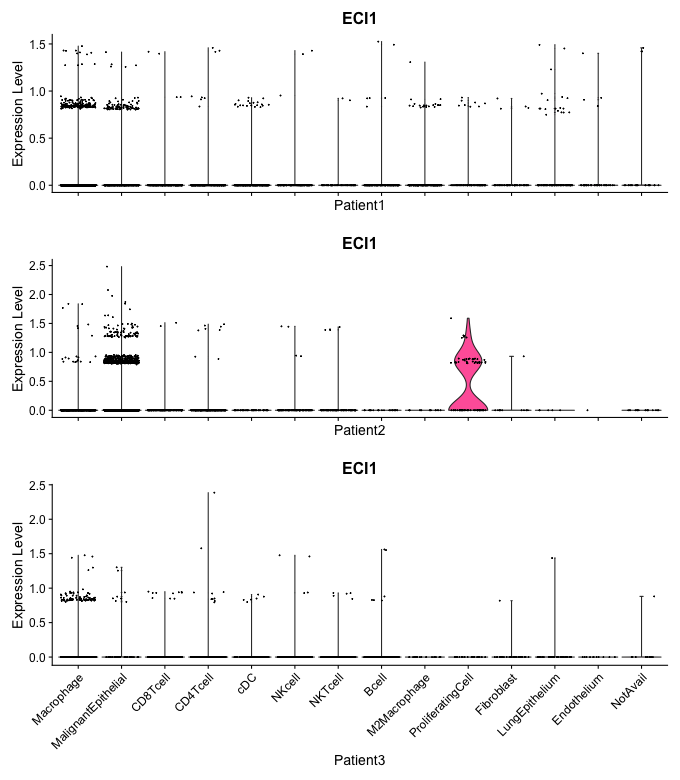 ECI1
Expression Level
1.5
1.0
0.5
0.0
Patient1
ECI1
Expression Level
2.5
2.0
1.5
1.0
0.5
0.0
Patient2
ECI1
Expression Level
2.5
2.0
1.5
1.0
0.5
0.0
Macrophage
MalignantEpithelial
CD8Tcell
CD4Tcell
cDC
NKcell
NKTcell
Bcell
M2Macrophage
ProliferatingCell
Fibroblast
LungEpithelium
Endothelium
NotAvail
Patient3